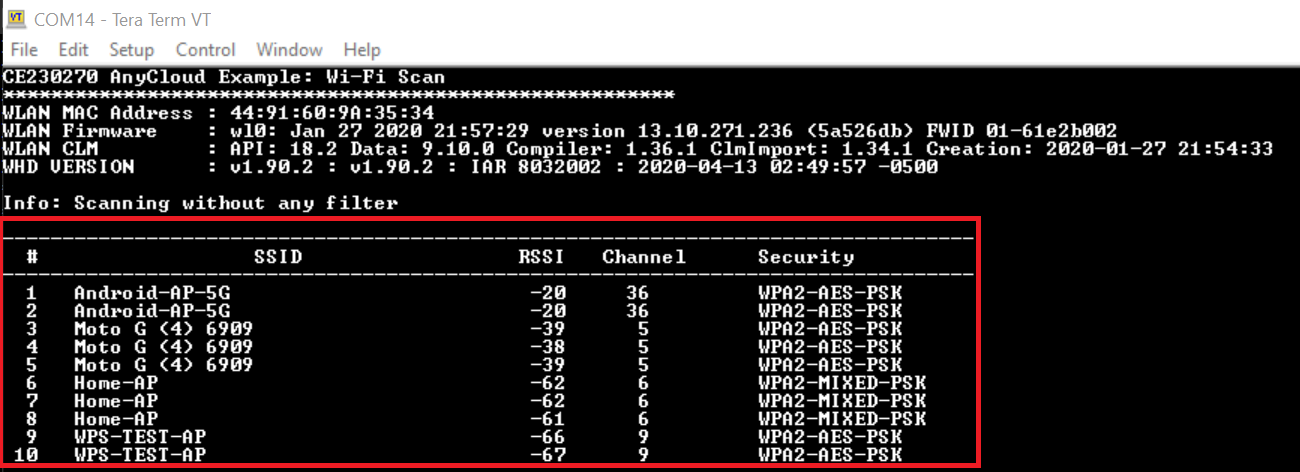 VT COM14 - Tera Term VT
File Edit Setup Control Window Help
CE230270 AnyCloud Example: Wi-Fi Scan
********************************************************
WLAN MAC Address : 44:91:60:9A:35:34
WLAN Firmware : wl0: Jan 27 2020 21:57:29 version 13.10.271.236 (5a526db) FWID 01-61e2b002
WLAN CLM : API: 18.2 Data: 9.10.0 Compiler: 1.36.1 ClmImport: 1.34.1 Creation: 2020-01-27 21:54:33
WHD VERSION : v1.90.2 : v1.90.2 : IAR 8032002 : 2020-04-13 02:49:57 -0500
Info: Scanning without any filter
# SSID RSSI Channel Security
1 Android-AP-5G -20 36 WPA2-AES-PSK
2 Android-AP-5G -20 36 WPA2-AES-PSK
3 Moto G (4) 6909 -39 5 WPA2-AES-PSK
4 Moto G (4) 6909 -38 5 WPA2-AES-PSK
5 Moto G (4) 6909 -39 5 WPA2-AES-PSK
6 Home-AP -62 6 WPA2-MIXED-PSK
7 Home-AP -62 6 WPA2-MIXED-PSK
8 Home-AP -61 6 WPA2-MIXED-PSK
9 WPS-TEST-AP -66 9 WPA2-AES-PSK
10 WPS-TEST-AP -67 9 WPA2-AES-PSK